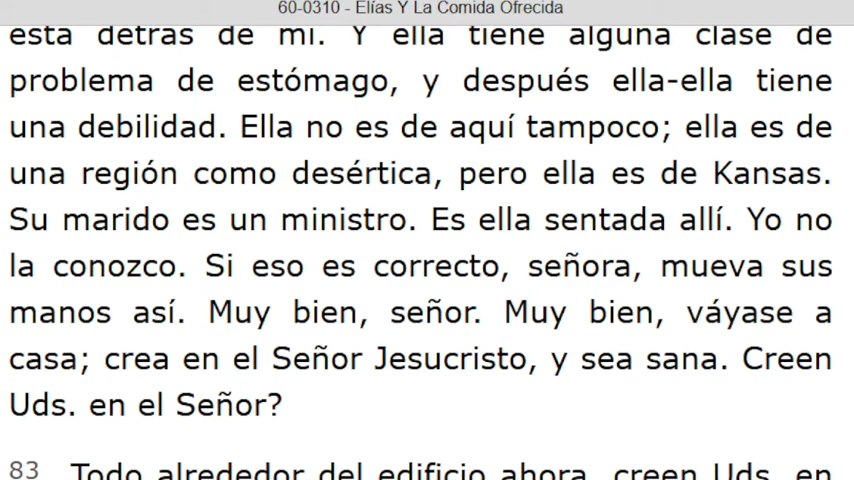 60-0310 - Elías Y La Comida Ofrecida
está detrás de mí. Y ella tiene alguna clase de
problema de estómago, y después ella-ella tiene
una debilidad. Ella no es de aquí tampoco; ella es de
una región como desértica, pero ella es de Kansas.
Su marido es un ministro. Es ella sentada allí. Yo no
la conozco. Si eso es correcto, señora, mueva sus
manos así. Muy bien, señor. Muy bien, váyase a
casa; crea en el Señor Jesucristo, y sea sana. Creen
Uds. en el Señor?
83 Todo alrededor del edificio ahora, creen Uds. en